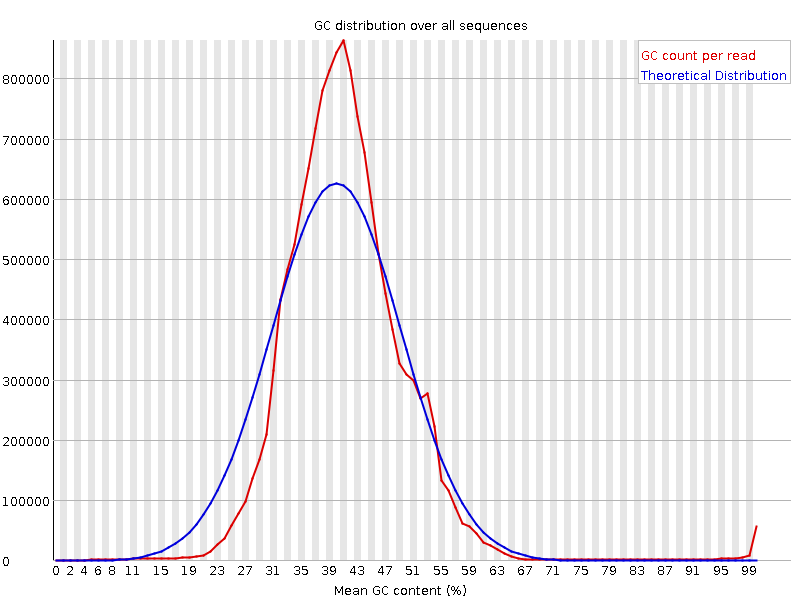 GC distribution over all sequences
GC count per read
Theoretical Distribution
800000
700000
600000
500000
400000
300000
200000
100000
0
0 2 4 6 8 11 15 19 23 27 31 35 39 43 47 51 55 59 63 67 71 75 79 83 87 91 95 99
Mean GC content (%)